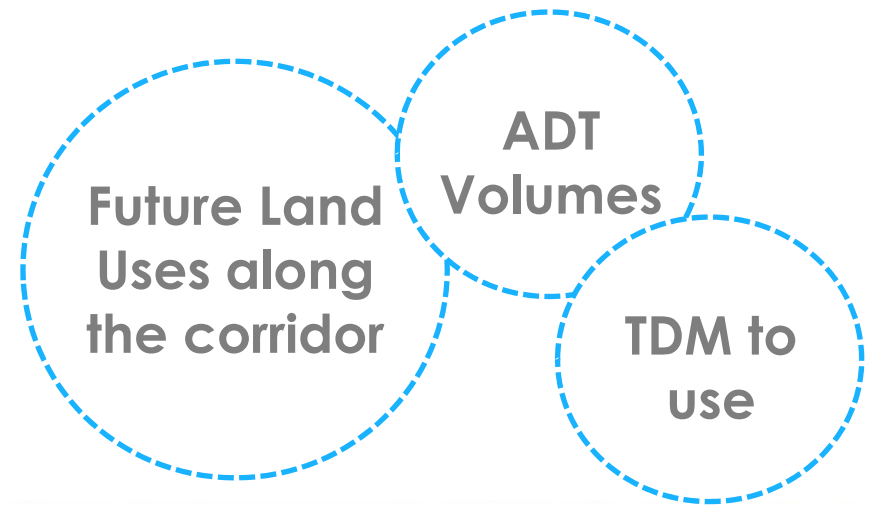 Future Land
Uses along
the corridor
ADT
Volumes
TDM to
use